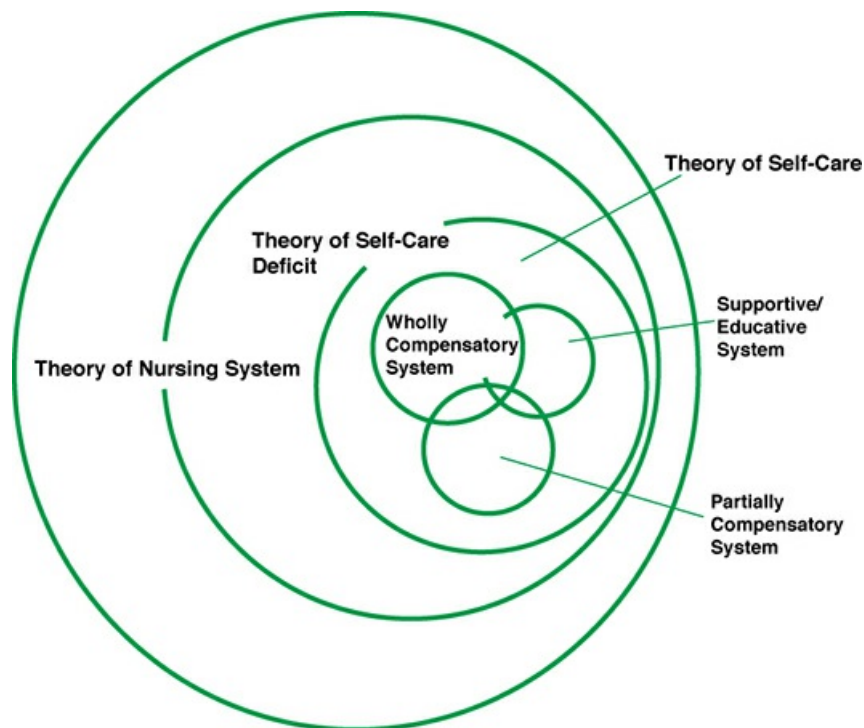 Theory of Self-Care
Theory of Self-Care
Deficit
Supportive/
Educative
System
Wholly
Compensatory
System
Theory of Nursing System
Partially
Compensatory
System